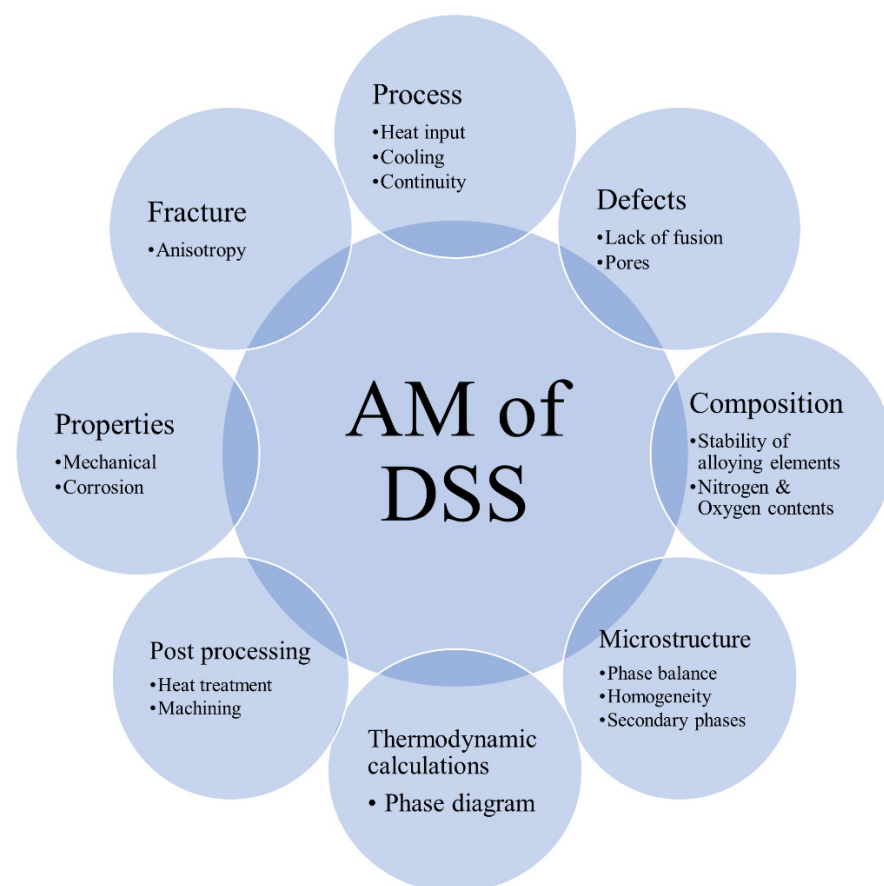 Process
•Heat input
•Cooling
•Continuity
Defects
•Lack of fusion
•Pores
Composition
•Stability of
alloying elements
•Nitrogen &
Oxygen contents
Microstructure
•Phase balance
•Homogeneity
•Secondary phases
Thermodynamic
calculations
• Phase diagram
Post processing
•Heat treatment
•Machining
Properties
•Mechanical
•Corrosion
Fracture
•Anisotropy
AM of
DSS